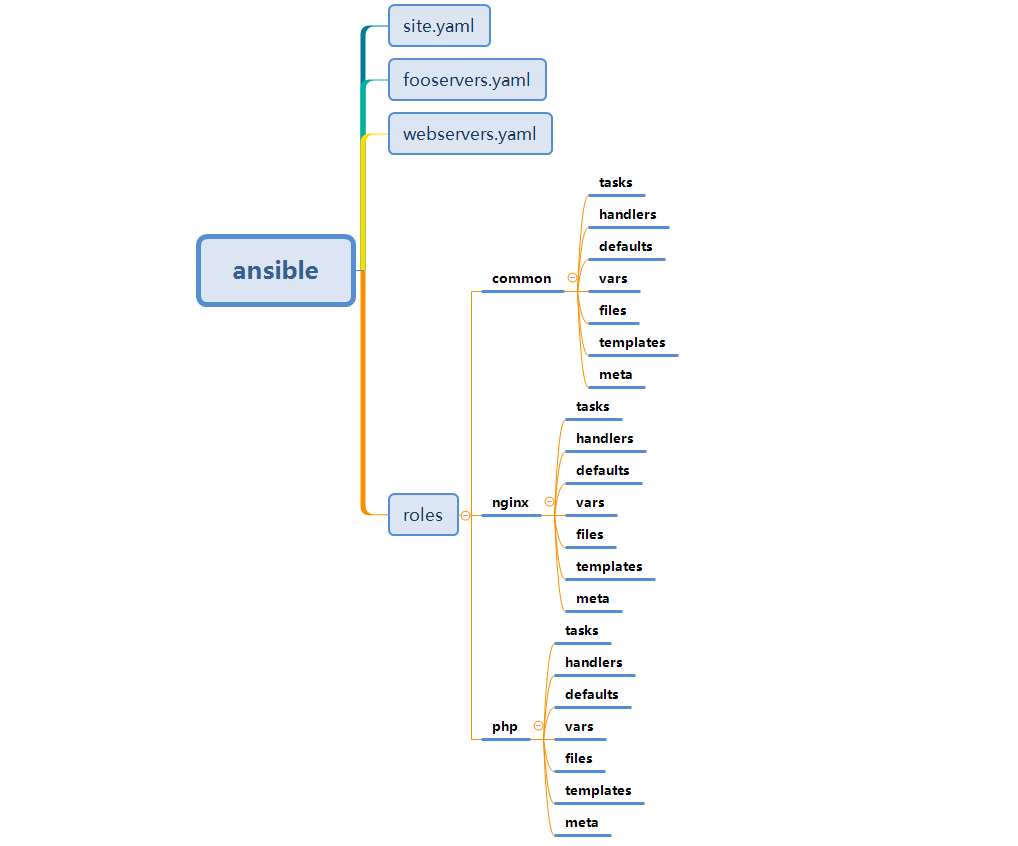 site.yaml
fooservers.yaml
webservers.yaml
ansible
roles
common
tasks
handlers
defaults
vars
files
templates
meta
nginx
tasks
handlers
defaults
vars
files
templates
meta
php
tasks
handlers
defaults
vars
files
templates
meta